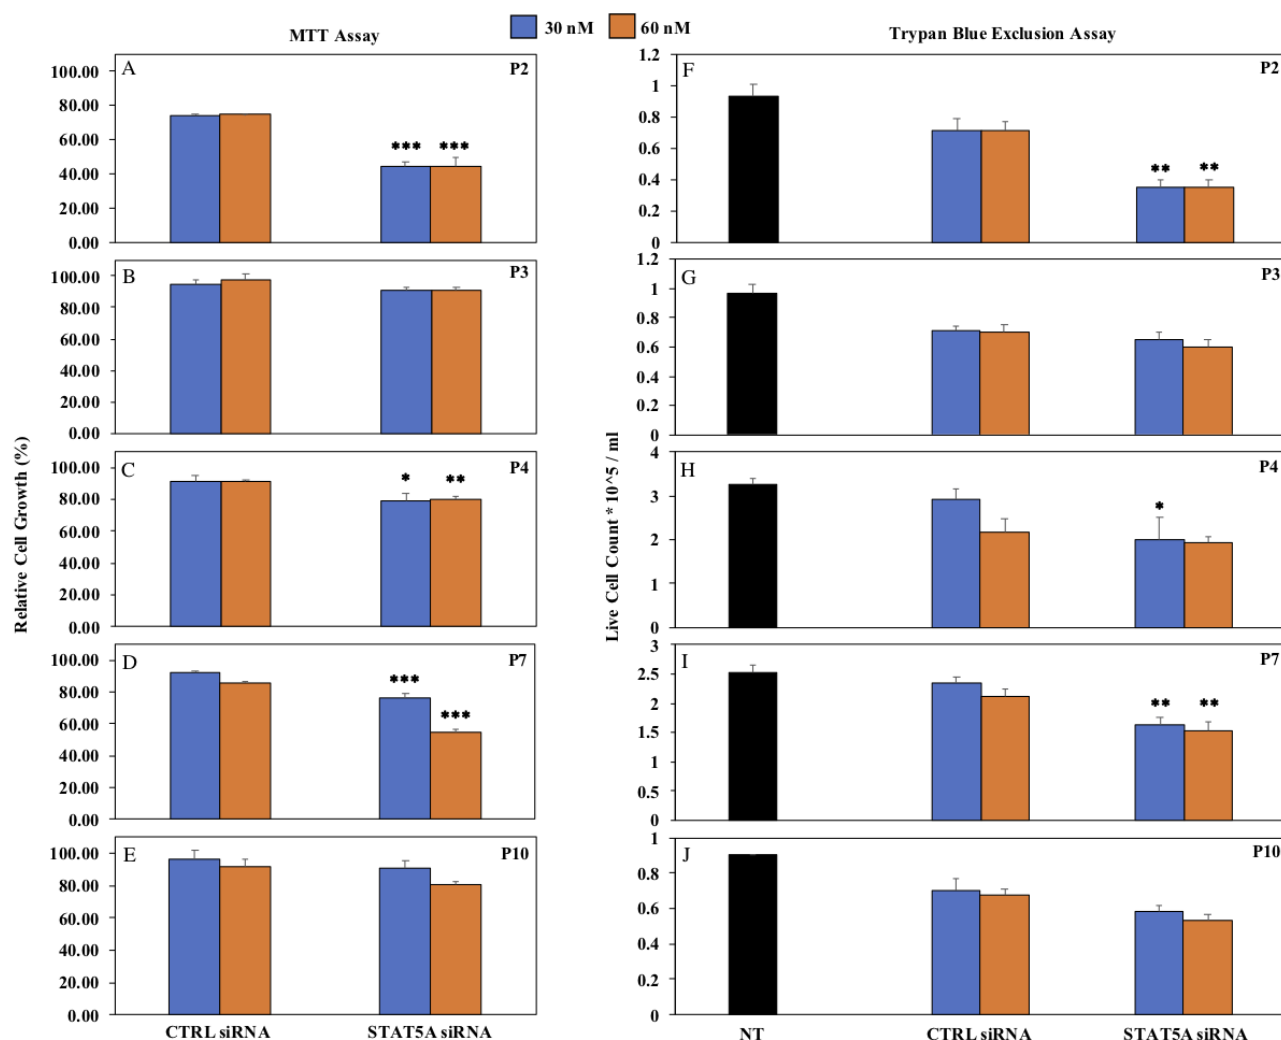 MTT Assay
30 nM
60 nM
Trypan Blue Exclusion Assay
Relative Cell Growth (%)
A
P2
100.00
80.00
60.00
40.00
20.00
0.00
*** ***
B
P3
100.00
80.00
60.00
40.00
20.00
0.00
C
P4
100.00
80.00
60.00
40.00
20.00
0.00
* **
D
P7
100.00
80.00
60.00
40.00
20.00
0.00
***
***
E
P10
100.00
80.00
60.00
40.00
20.00
0.00
CTRL siRNA
STAT5A siRNA
Live Cell Count * 10^5 / ml
F
P2
1.2
1
0.8
0.6
0.4
0.2
0
** **
G
P3
1.2
1
0.8
0.6
0.4
0.2
0
H
P4
4
3
2
1
0
*
I
P7
3
2.5
2
1.5
1
0.5
0
** **
J
P10
1
0.8
0.6
0.4
0.2
0
NT
CTRL siRNA
STAT5A siRNA